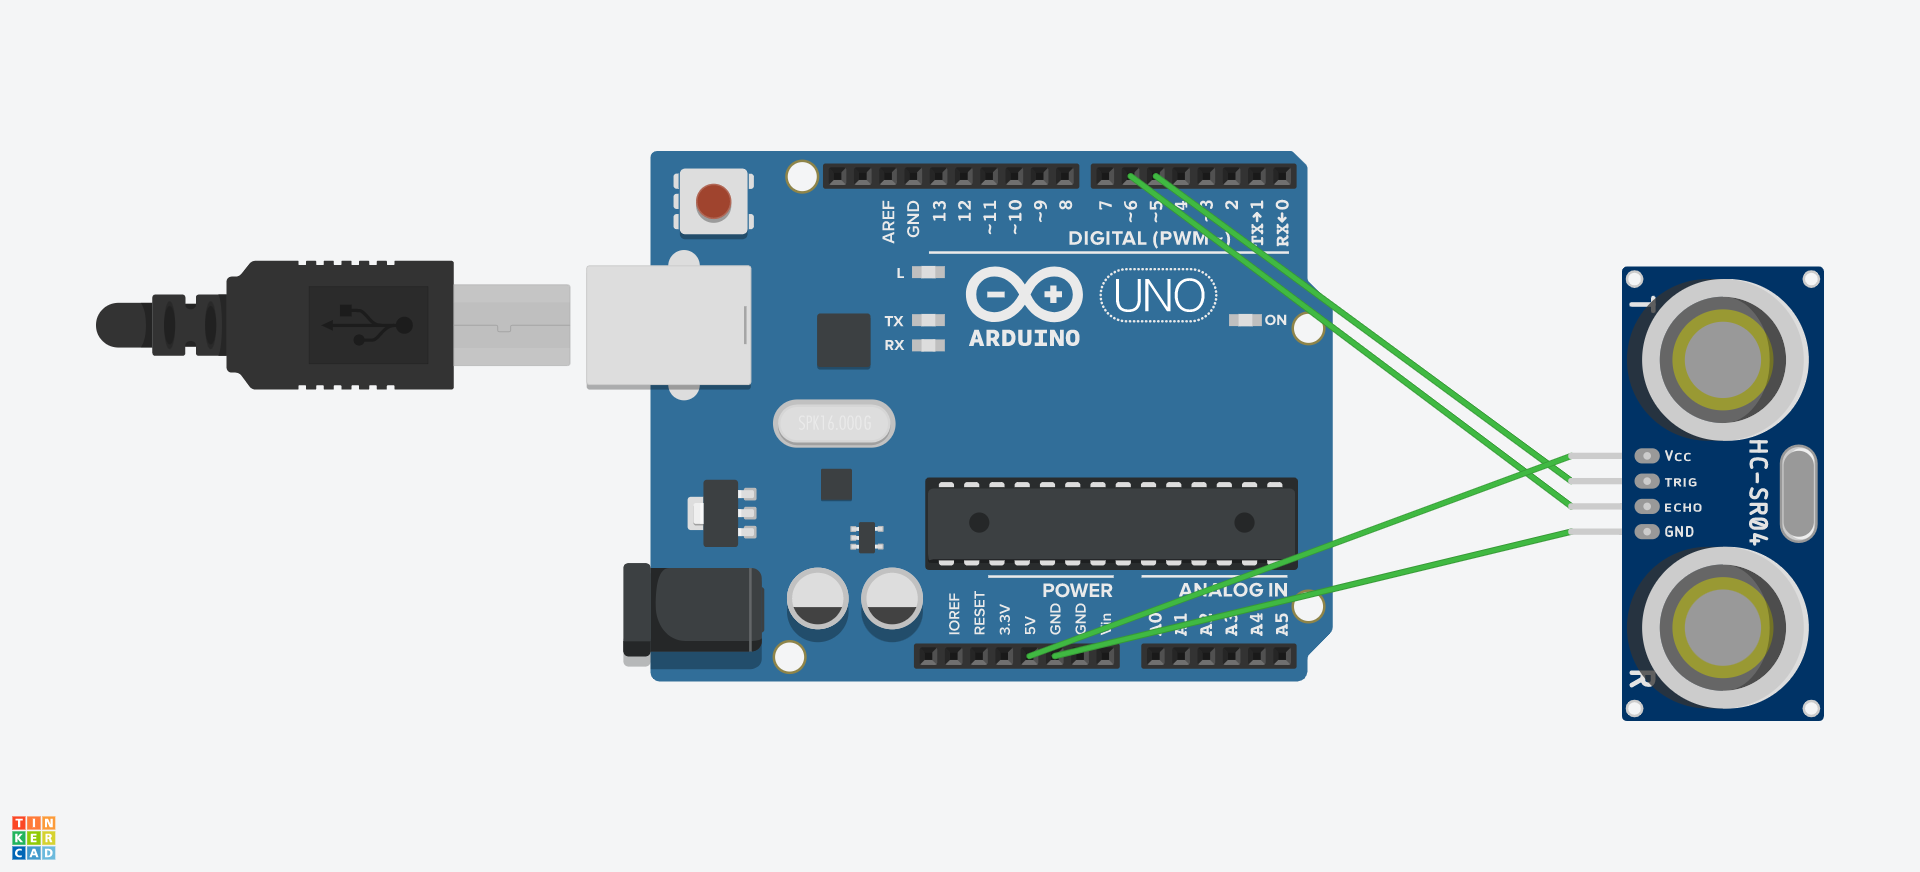 AREF
GND
13
12
~11
~10
~9
8
7
~6
~5
4
~3
2
TX→1
RX←0
DIGITAL (PWM~)
L
TX
RX
ARDUINO
UNO
ON
SPK16.000G
POWER
ANALOG IN
IOREF
RESET
3.3V
5V
GND
GND
Vin
A0
A1
A2
A3
A4
A5
T
VCC
TRIG
ECHO
GND
HC-SR04
R
TIN
KER
CAD